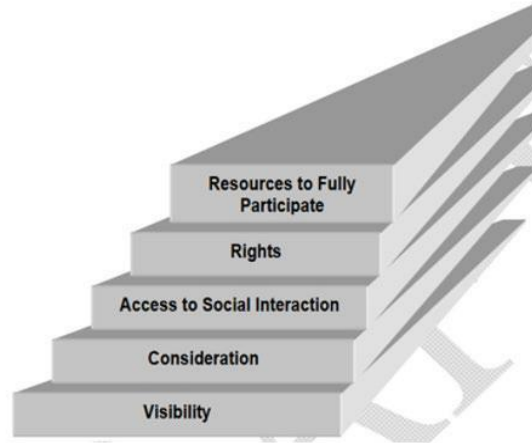 Resources to Fully
Participate
Rights
Access to Social Interaction
Consideration
Visibility